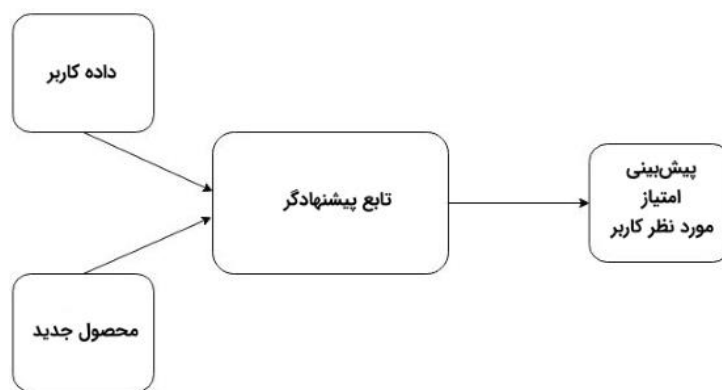 داده کاربر
تابع پیشنهادگر
پیش‌بینی
امتیاز
مورد نظر کاربر
محصول جدید